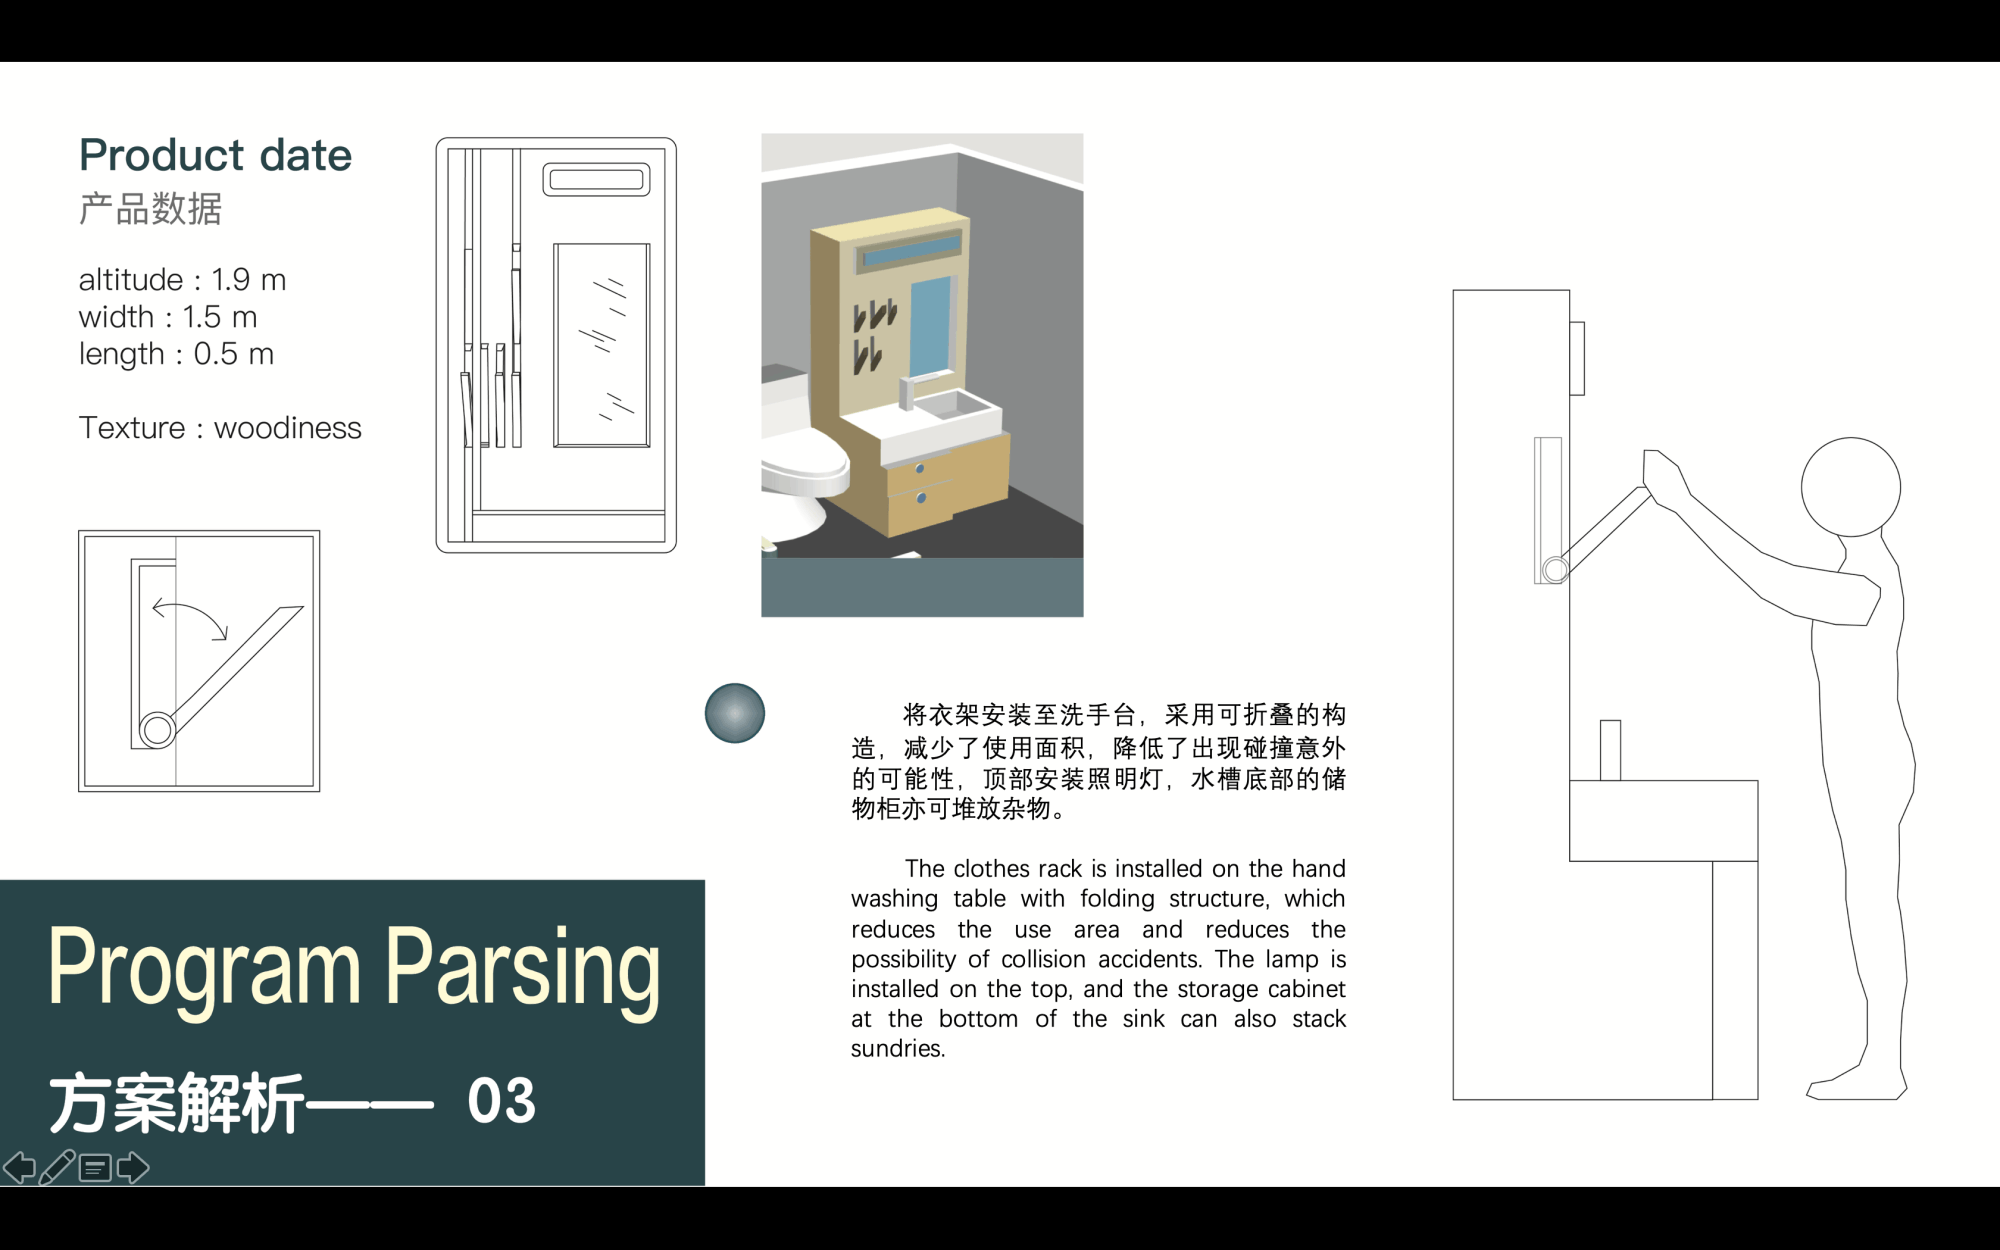 Product date
产品数据
altitude : 1.9 m
width : 1.5 m
length : 0.5 m
Texture : woodiness
将衣架安装至洗手台，采用可折叠的构
造，减少了使用面积，降低了出现碰撞意外
的可能性，顶部安装照明灯，水槽底部的储
物柜亦可堆放杂物。
The clothes rack is installed on the hand
washing table with folding structure, which
reduces the use area and reduces the
possibility of collision accidents. The lamp is
installed on the top, and the storage cabinet
at the bottom of the sink can also stack
sundries.
Program Parsing
方案解析—— 03